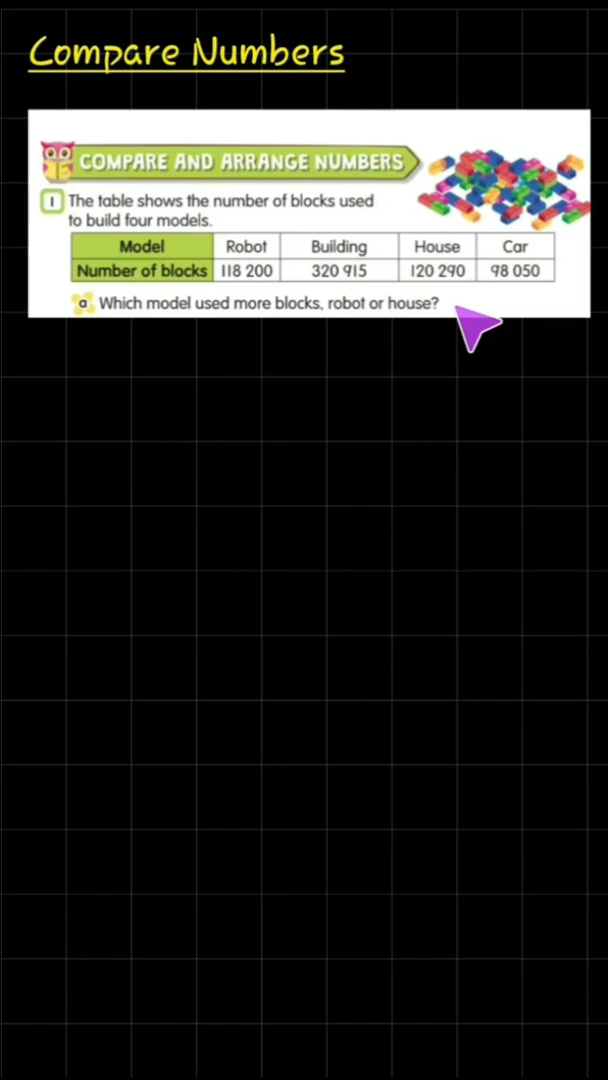 Compare Numbers
COMPARE AND ARRANGE NUMBERS
1 The table shows the number of blocks used
to build four models.
Model Robot Building House Car
Number of blocks 118 200 320 915 120 290 98 050
a Which model used more blocks, robot or house?